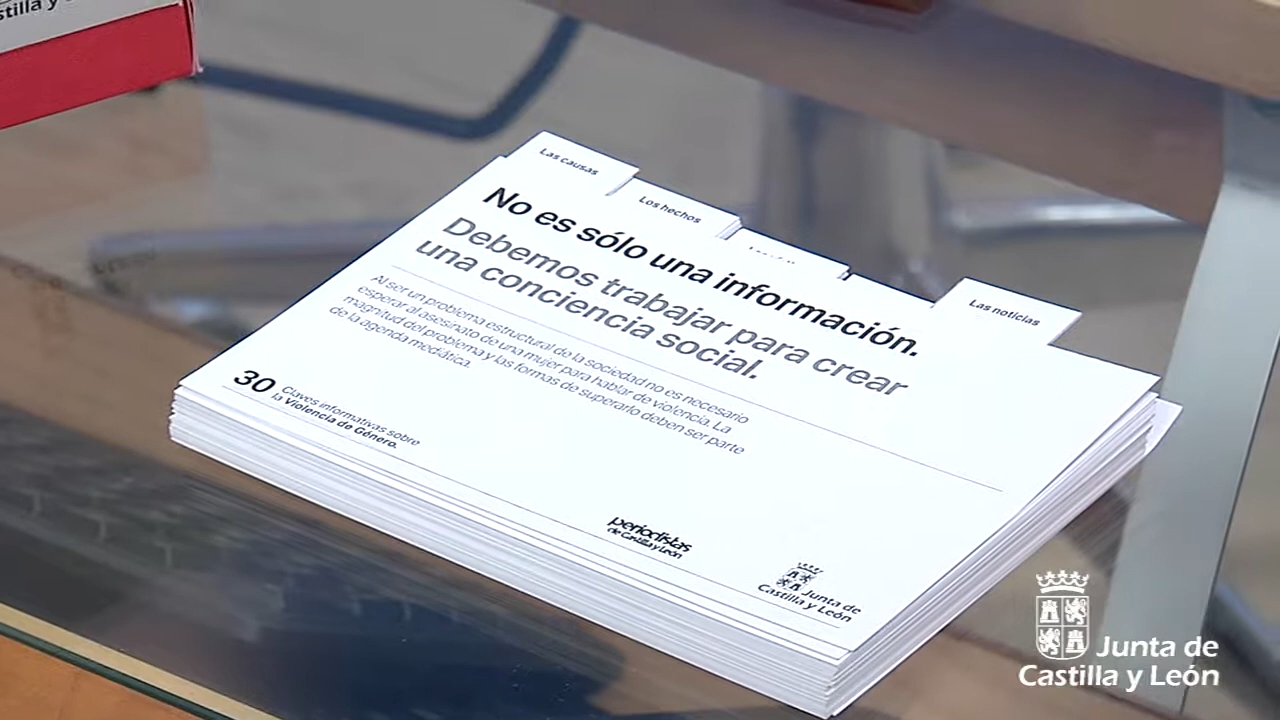 stilla y
Las causas
Los hechos
Las noticias
No es sólo una información.
Debemos trabajar para crear
una conciencia social.
Al ser un problema estructural de la sociedad no es necesario
esperar al asesinato de una mujer para hablar de violencia. La
magnitud del problema y las formas de superarlo deben ser parte
de la agenda mediática.
30
Claves informativas sobre
la Violencia de Género.
periodistas
de Castilla y León
Junta de
Castilla y León
Junta de
Castilla y León